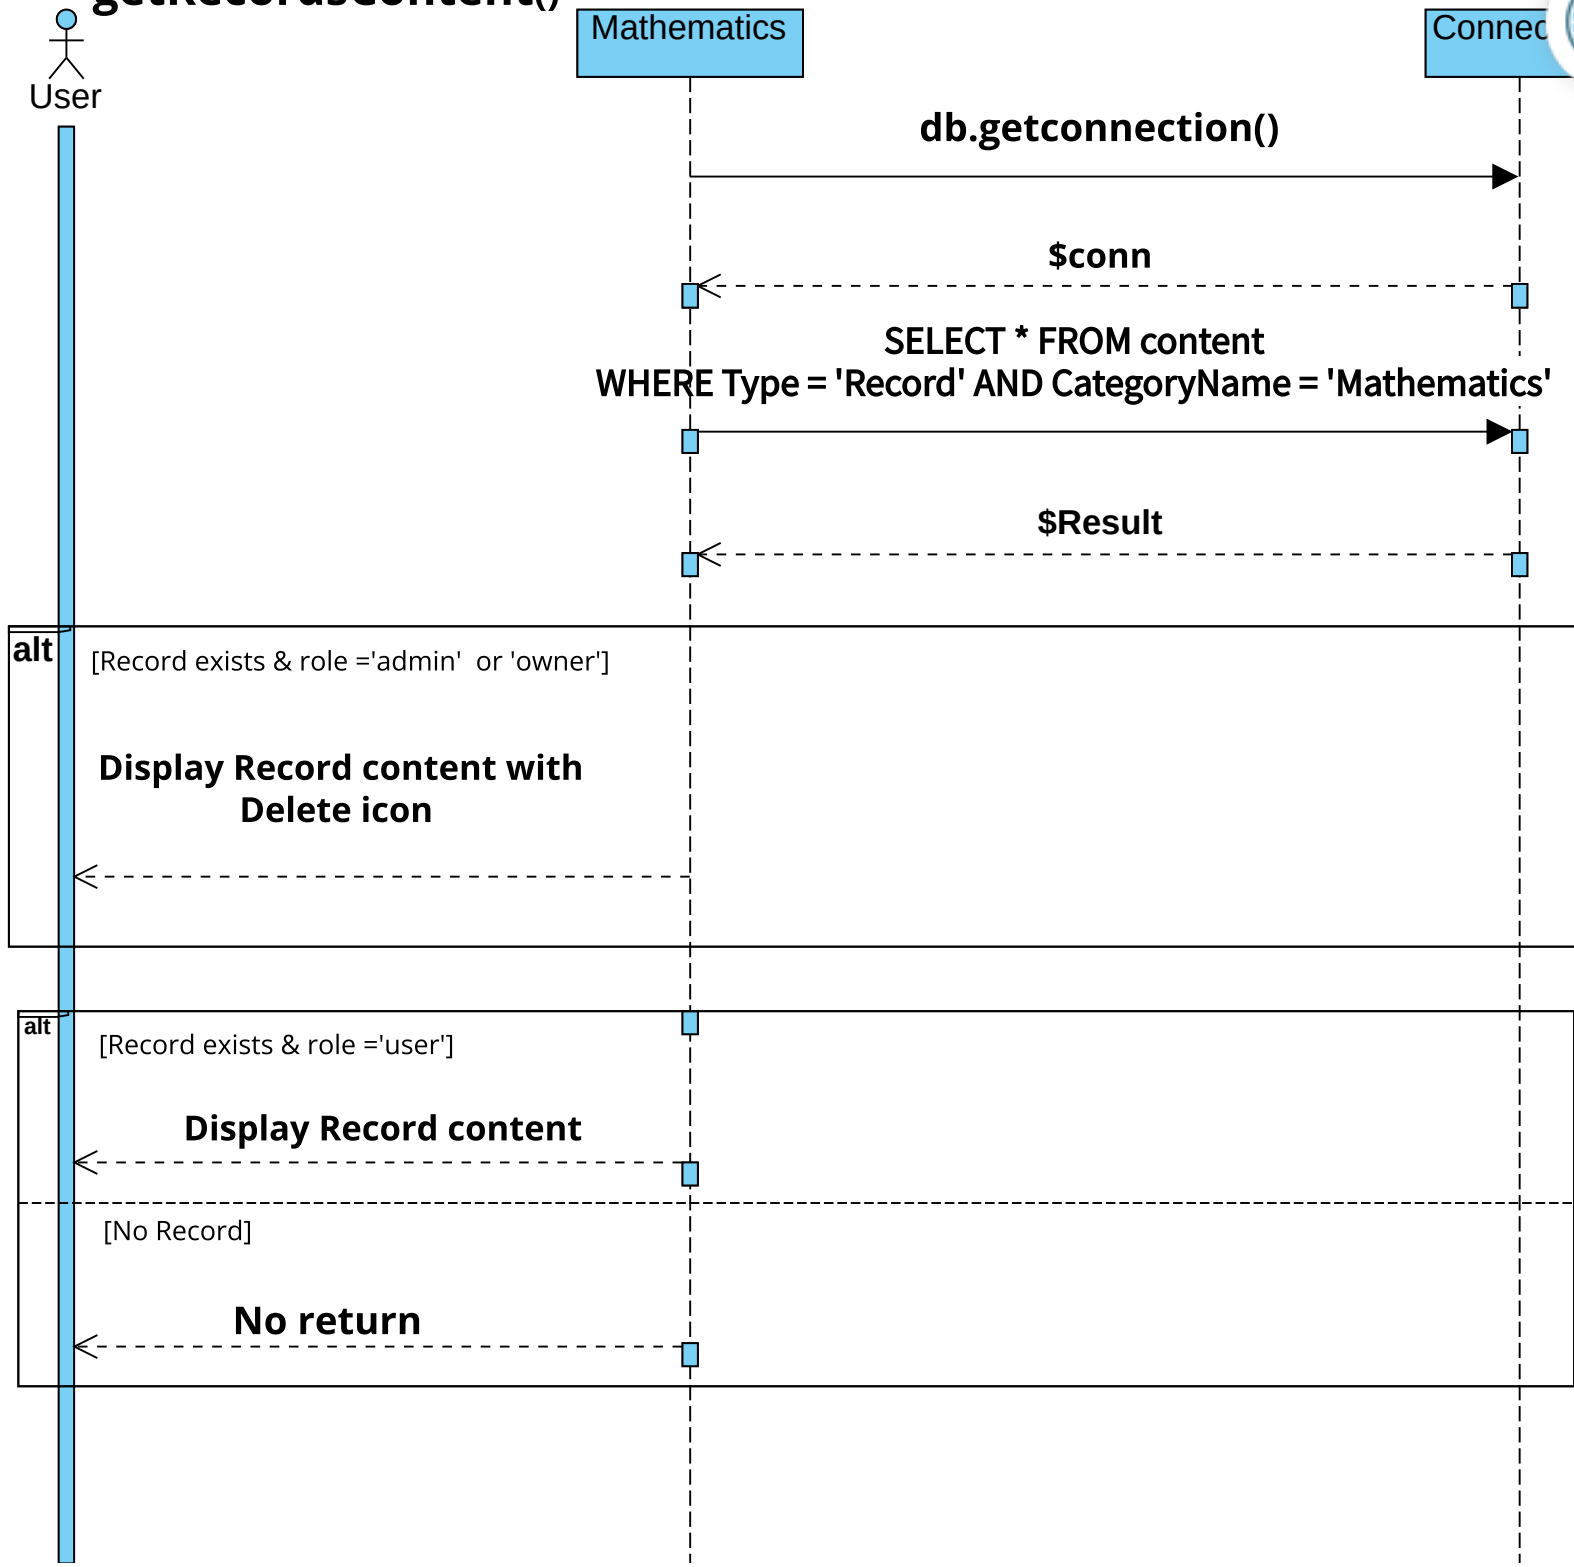 getRecordsContent()
User
Mathematics
db.getconnection()
$conn
SELECT * FROM content
WHERE Type = 'Record' AND CategoryName = 'Mathematics'
$Result
alt
[Record exists & role ='admin'  or 'owner']
Display Record content with
Delete icon
alt
[Record exists & role ='user']
Display Record content
[No Record]
No return